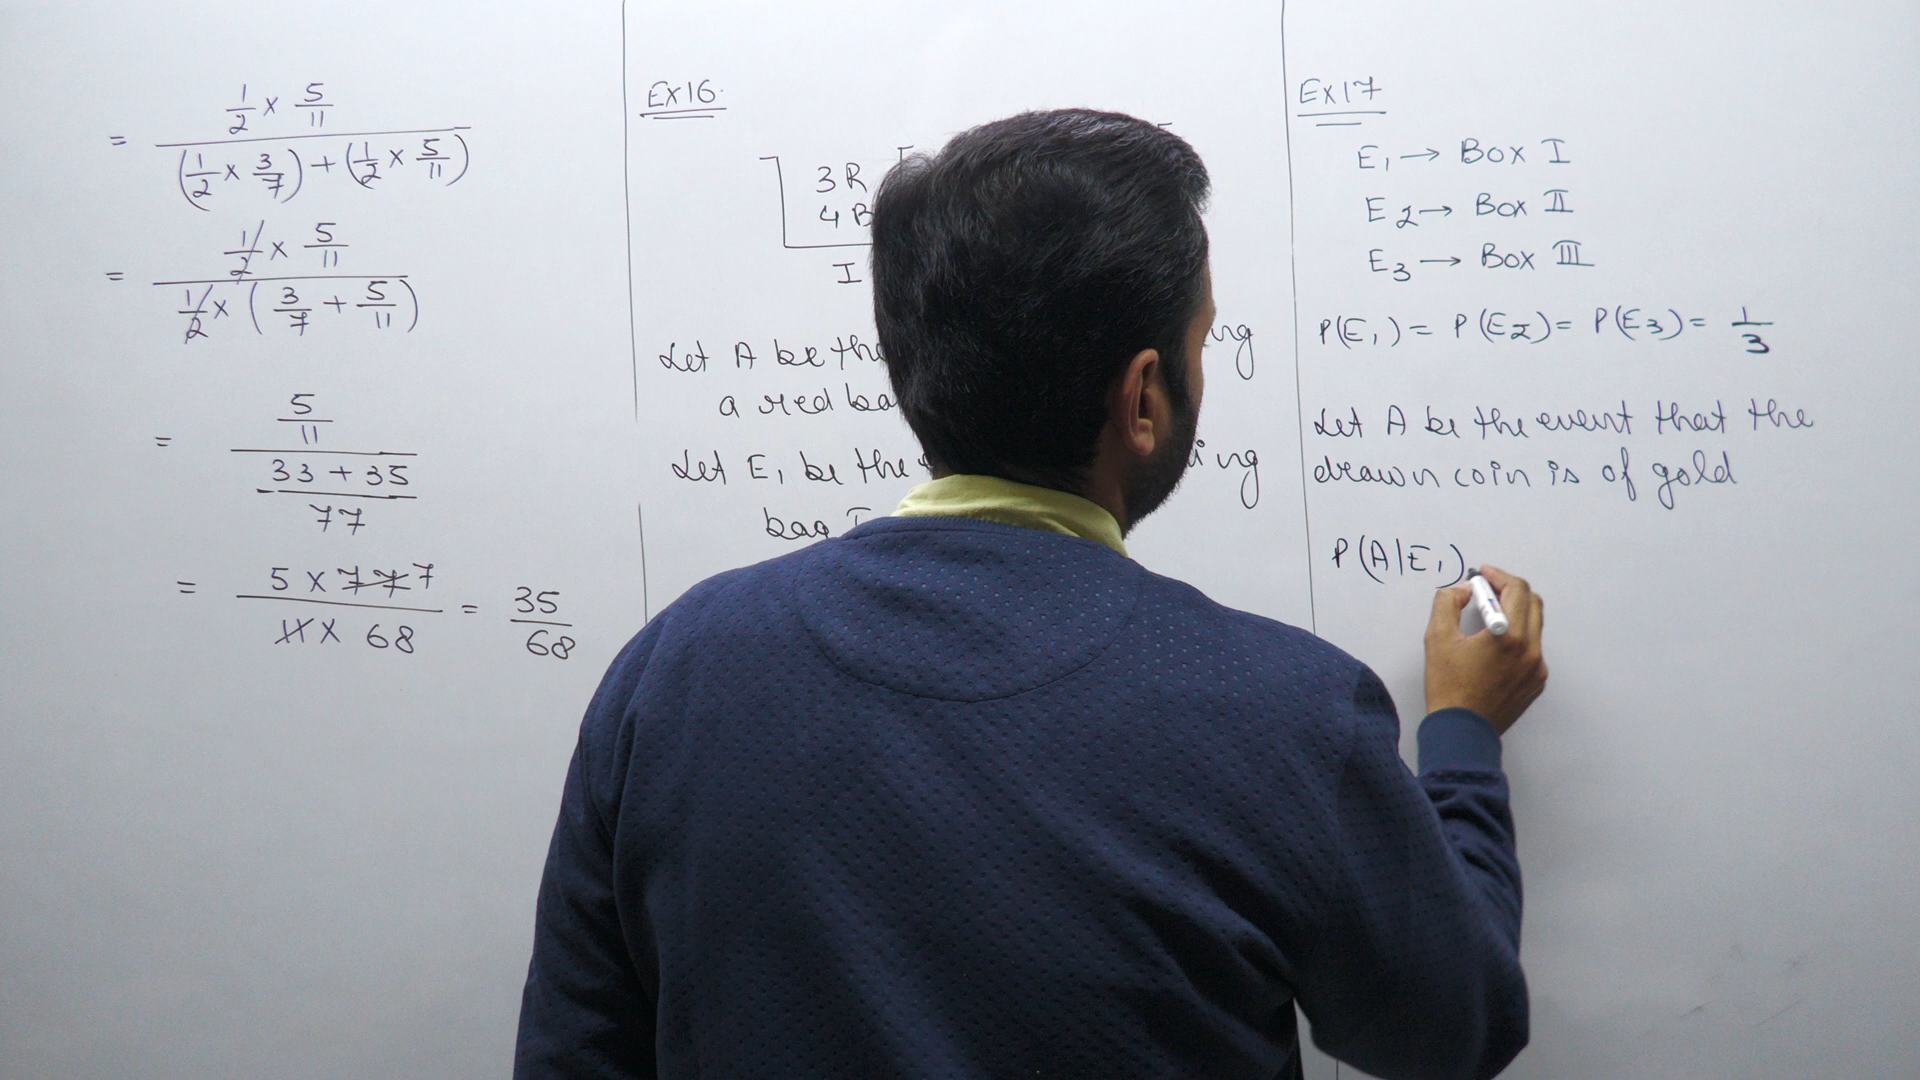 = 1/2 × 5/11 / (1/2 × 3/7) + (1/2 × 5/11)
= 1/2 × 5/11 / 1/2 × (3/7 + 5/11)
= 5/11 / 33 + 35/77
= 5 × 77 7 / 11 × 68 = 35/68
Ex16.
3R
4B
I
Let A be the
a red
Let E1 be the
bag I
Ex17
E1 → Box I
E2 → Box II
E3 → Box III
P(E1) = P(E2) = P(E3) = 1/3
Let A be the event that the
drawn coin is of gold
P(A|E1)